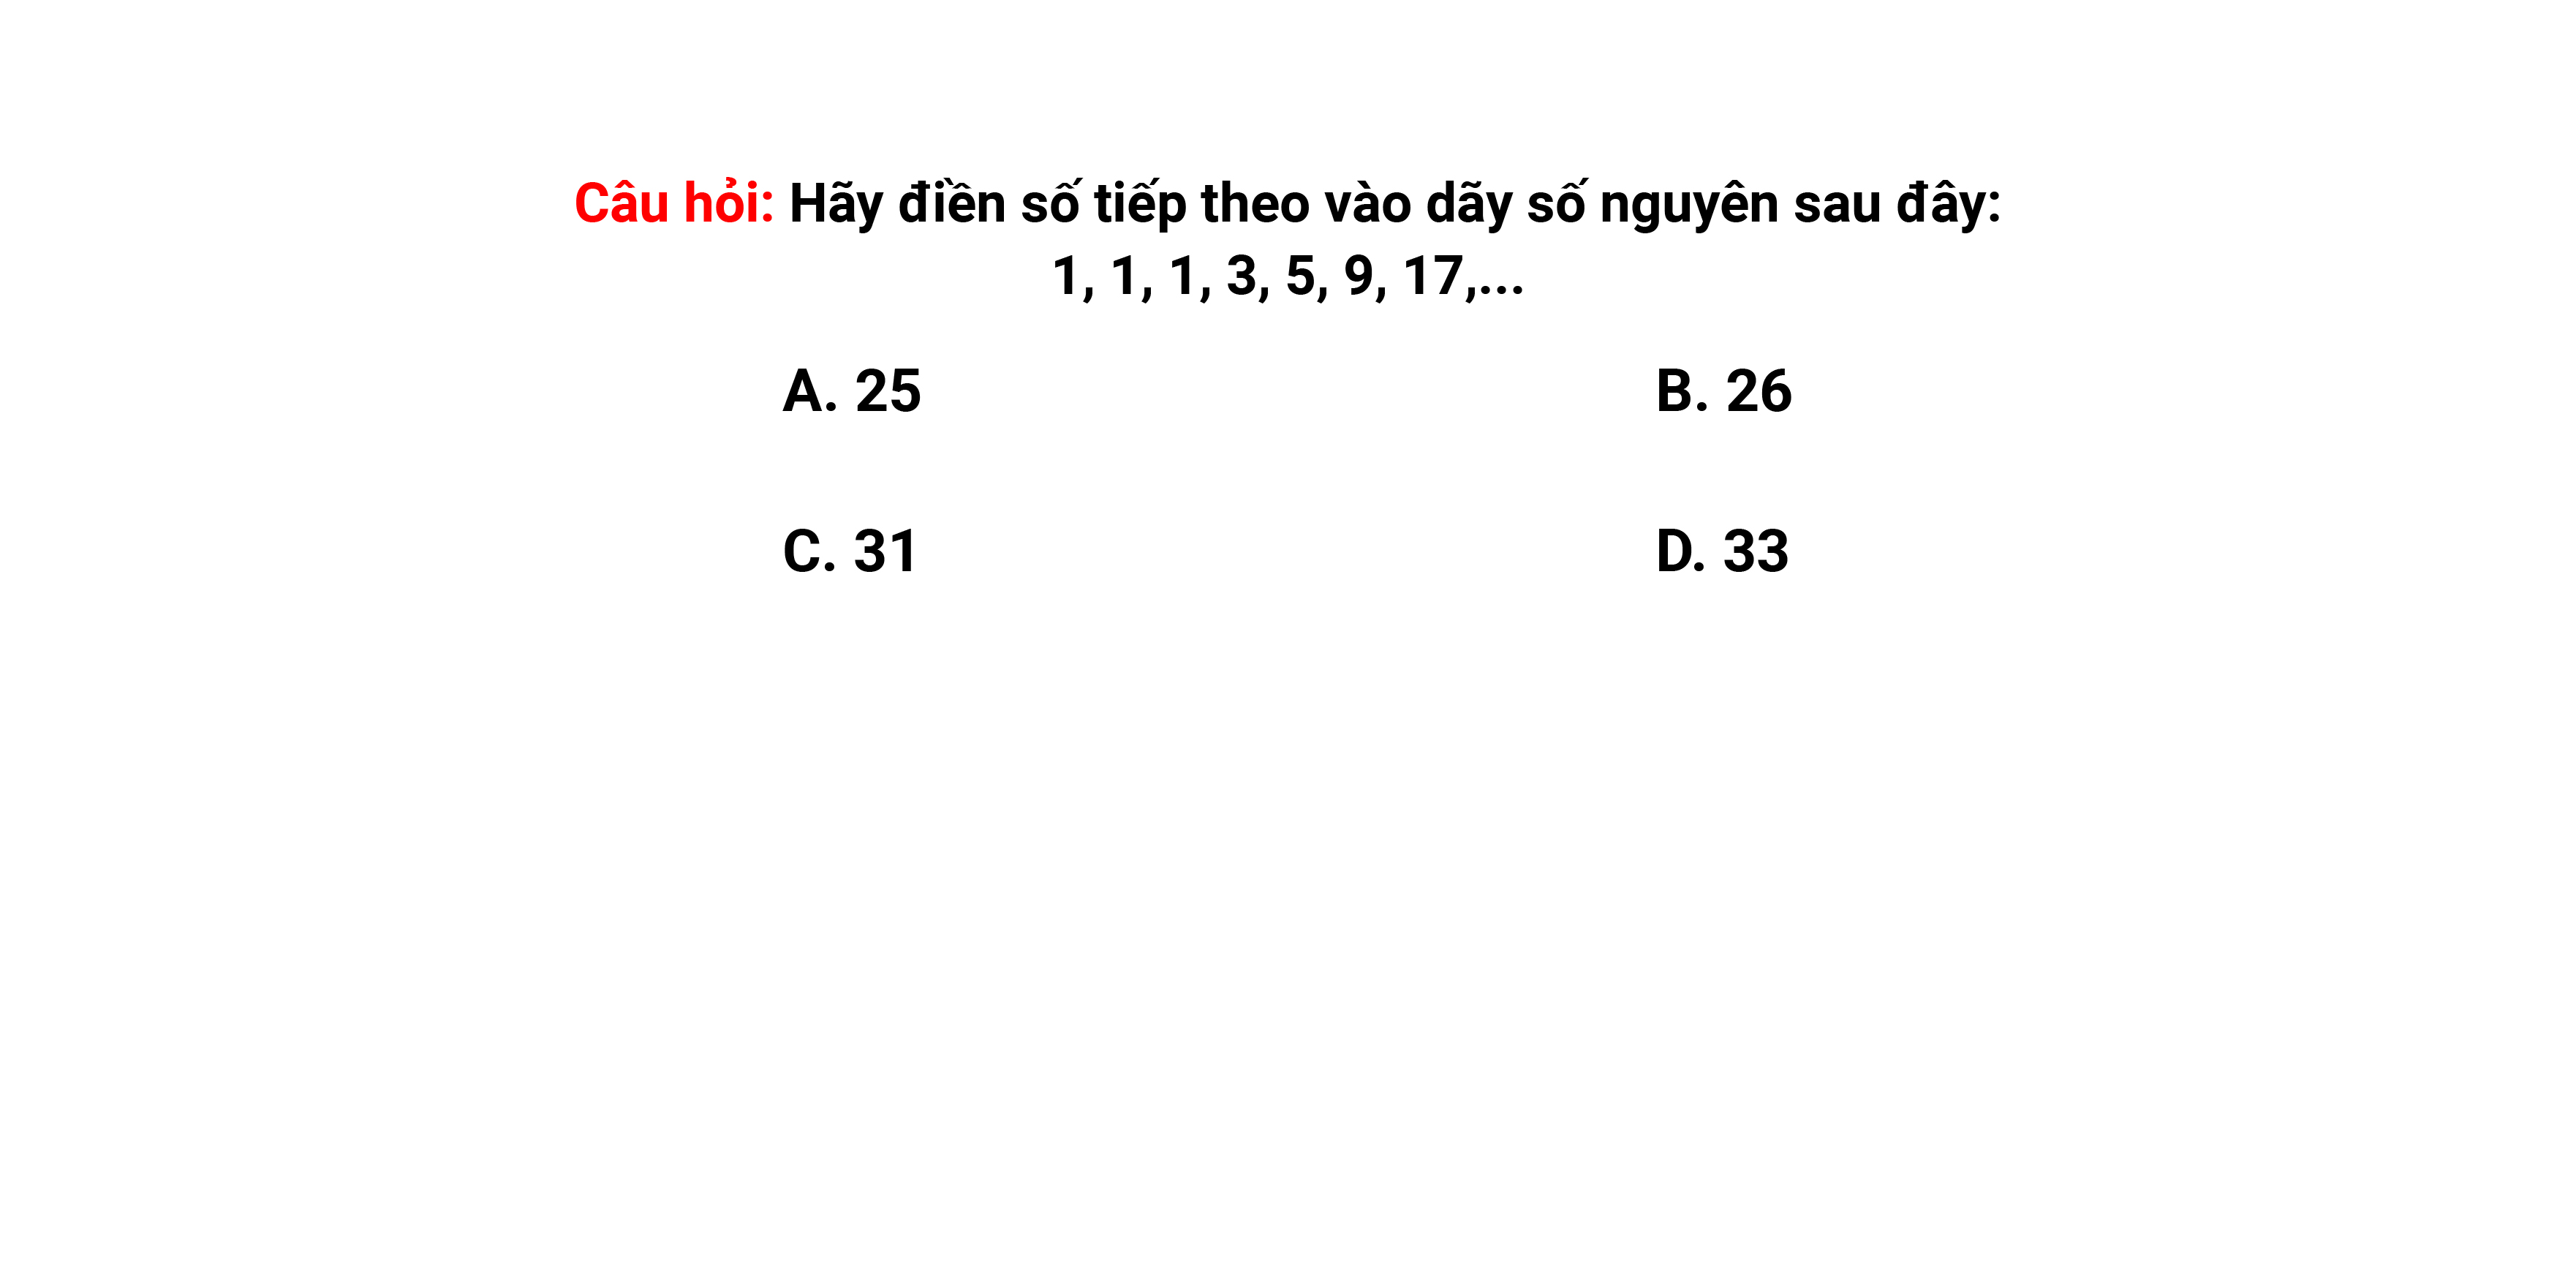 Câu hỏi: Hãy điền số tiếp theo vào dãy số nguyên sau đây:
1, 1, 1, 3, 5, 9, 17,...
A. 25
B. 26
C. 31
D. 33